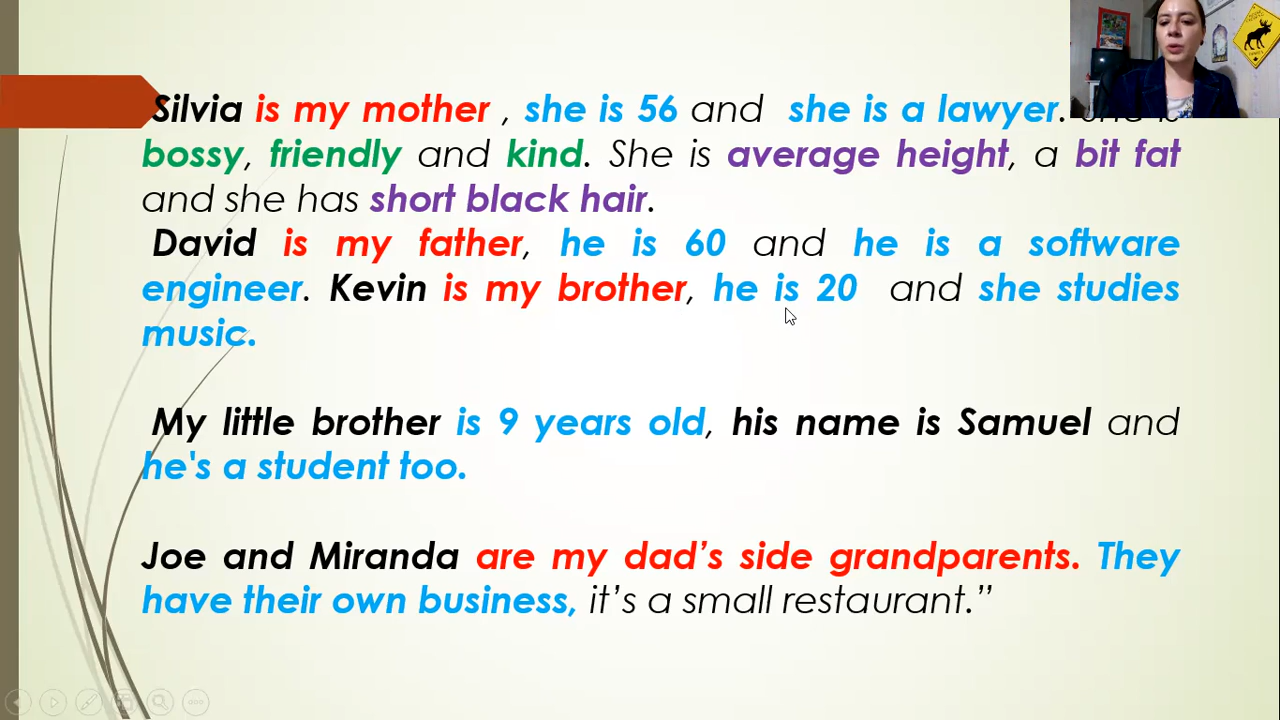 Silvia is my mother , she is 56 and she is a lawyer. She is
bossy, friendly and kind. She is average height, a bit fat
and she has short black hair.
David is my father, he is 60 and he is a software
engineer. Kevin is my brother, he is 20 and she studies
music.
My little brother is 9 years old, his name is Samuel and
he's a student too.
Joe and Miranda are my dad’s side grandparents. They
have their own business, it’s a small restaurant.”